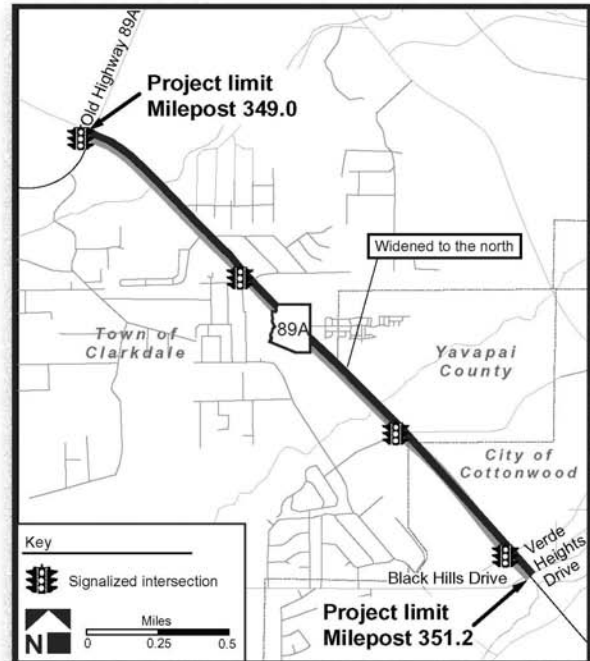 Old Highway 89A
Project limit
Milepost 349.0
Widened to the north
89A
Town of
Clarkdale
Yavapai
County
City of
Cottonwood
Verde
Heights
Drive
Black Hills Drive
Project limit
Milepost 351.2
Key
Signalized intersection
N
Miles
0 0.25 0.5